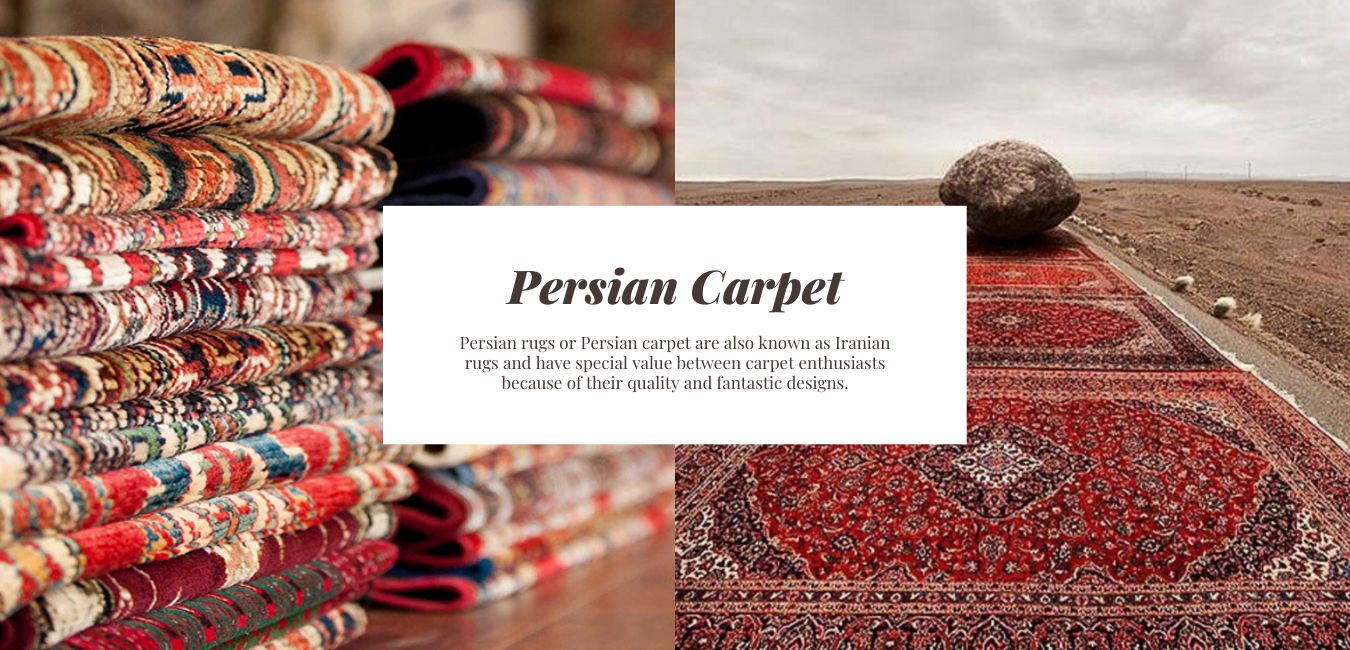 Persian Carpet
Persian rugs or Persian carpet are also known as Iranian
rugs and have special value between carpet enthusiasts
because of their quality and fantastic designs.